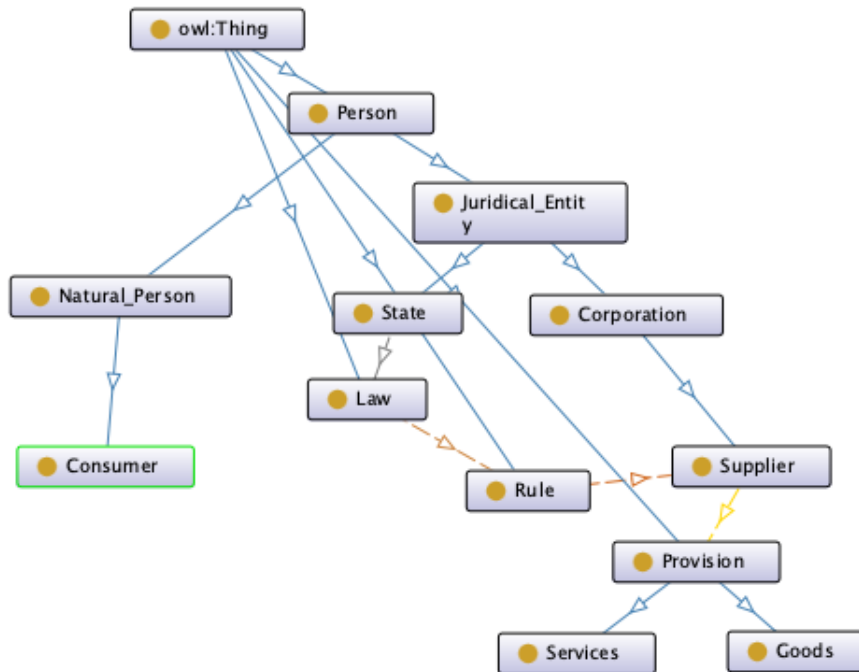 owl:Thing
Person
Juridical_Entit
y
Natural_Person
State
Corporation
Law
Consumer
Supplier
Rule
Provision
Services
Goods